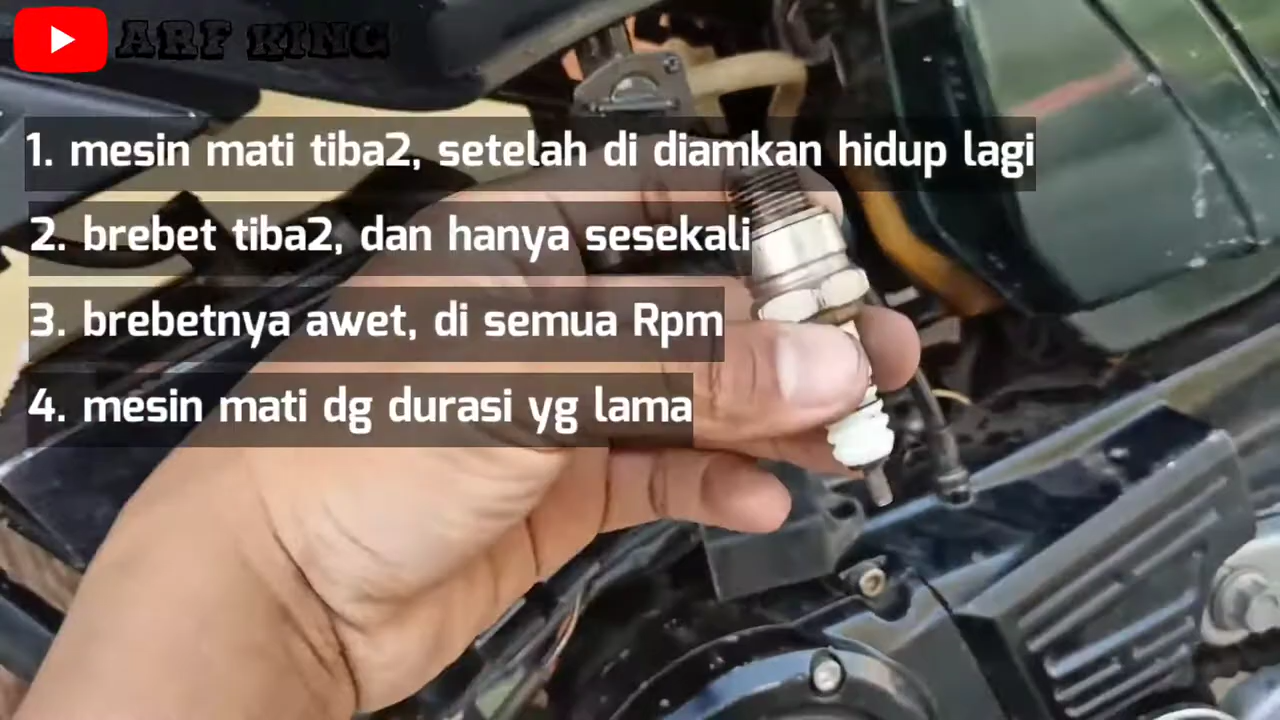 ARF KING
1. mesin mati tiba2, setelah di diamkan hidup lagi
2. brebet tiba2, dan hanya sesekali
3. brebetnya awet, di semua Rpm
4. mesin mati dg durasi yg lama